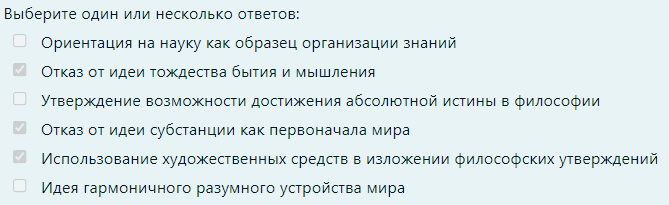 Выберите один или несколько ответов:
Ориентация на науку как образец организации знаний
Отказ от идеи тождества бытия и мышления
Утверждение возможности достижения абсолютной истины в философии
Отказ от идеи субстанции как первоначала мира
Использование художественных средств в изложении философских утверждений
Идея гармоничного разумного устройства мира